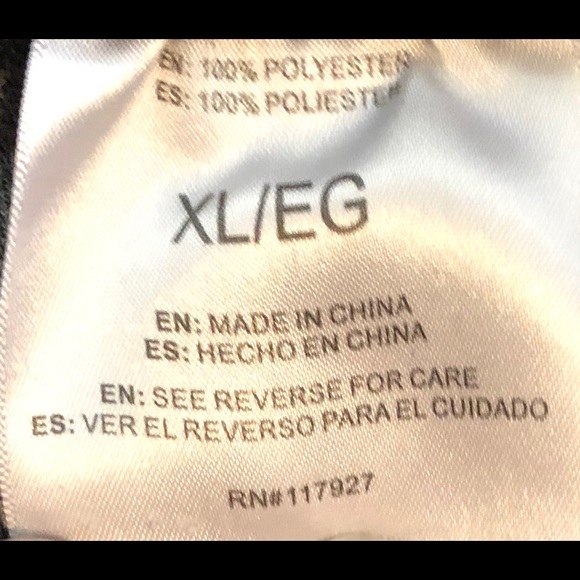 EN: 100% POLYESTER
ES: 100% POLIESTER
XL/EG
EN: MADE IN CHINA
ES: HECHO EN CHINA
EN: SEE REVERSE FOR CARE
ES: VER EL REVERSO PARA EL CUIDADO
RN#117927